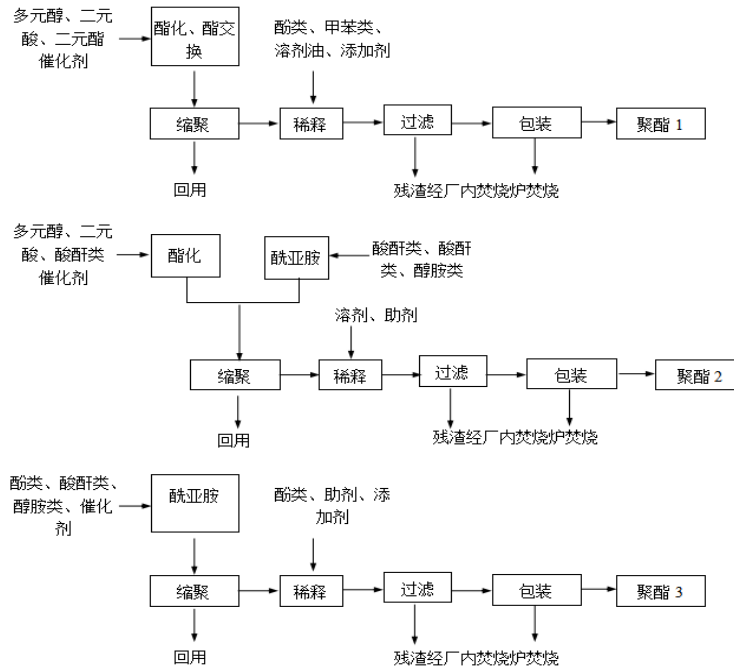 多元醇、二元
酸、二元酯
催化剂
酯化、酯交
换
酚类、甲苯类、
溶剂油、添加剂
缩聚
稀释
过滤
包装
聚酯 1
回用
残渣经厂内焚烧炉焚烧
多元醇、二元
酸、酸酐类
催化剂
酯化
酰亚胺
酸酐类、酸酐
类、醇胺类
溶剂、助剂
缩聚
稀释
过滤
包装
聚酯 2
回用
残渣经厂内焚烧炉焚烧
酚类、酸酐类、
醇胺类、催化
剂
酰亚胺
酚类、助剂、添
加剂
缩聚
稀释
过滤
包装
聚酯 3
回用
残渣经厂内焚烧炉焚烧